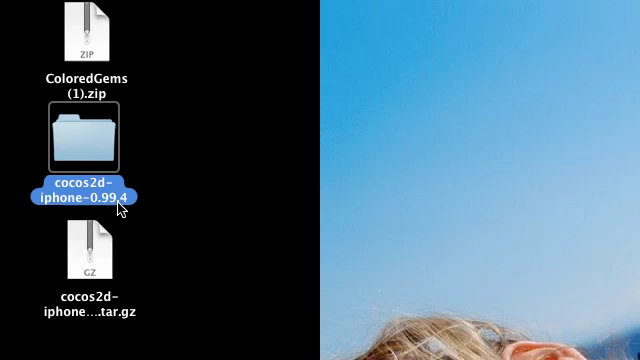 ZIP
ColoredGems
(1).zip
cocos2d-
iphone-0.99.4
GZ
cocos2d-
iphone....tar.gz